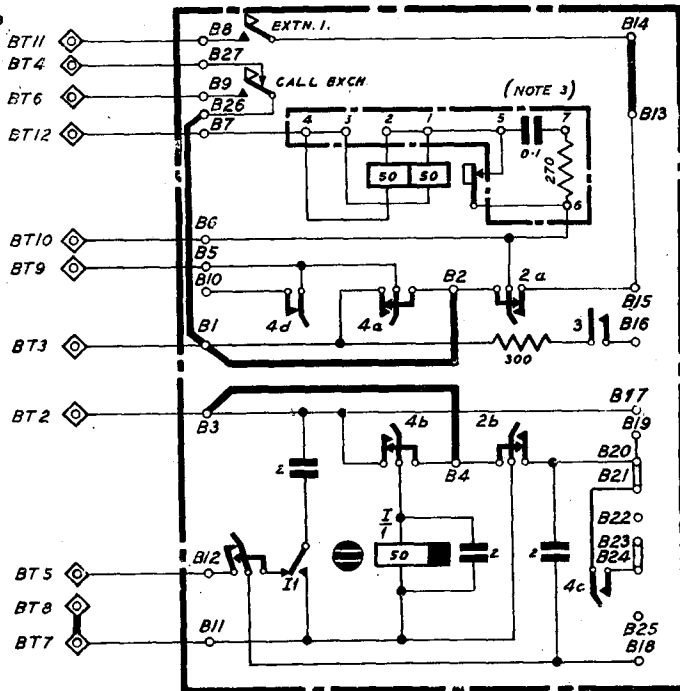 BT11 B8 EXTN. 1. B14
BT4 B27
BT6 B9 CALL EXCH
B26 (NOTE 3)
BT12 B7 4 3 2 1 5 7 B13
0·1
50 50 270
6
BT10 B6
BT9 B5
B10 B2 2a B15
4d 4a
BT3 B1 3 B16
300
BT2 B3 4b 2b B17
B19
B20
B4 B21
2
I/1 B22
B12 50 2 2 B23
BT5 I1 B24
BT8 4c
BT7 B11 B25
B18